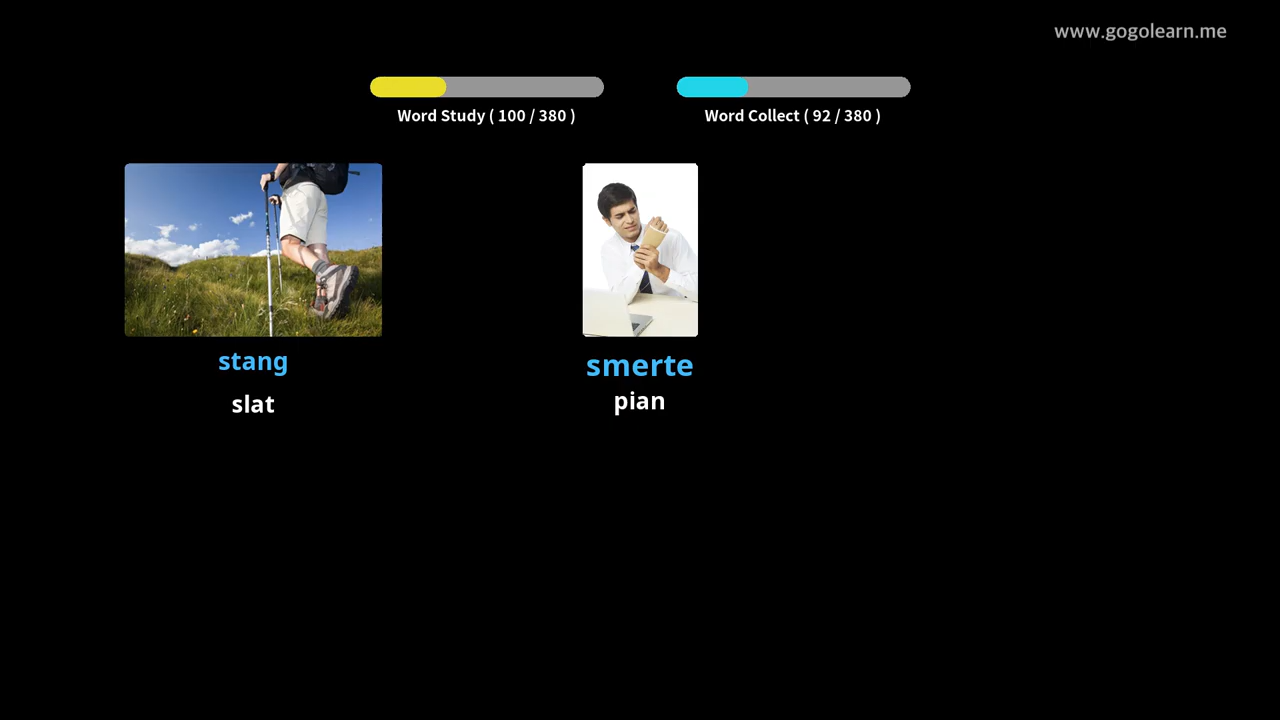 www.gogolearn.me
Word Study ( 100 / 380 )
Word Collect ( 92 / 380 )
stang
slat
smerte
pian